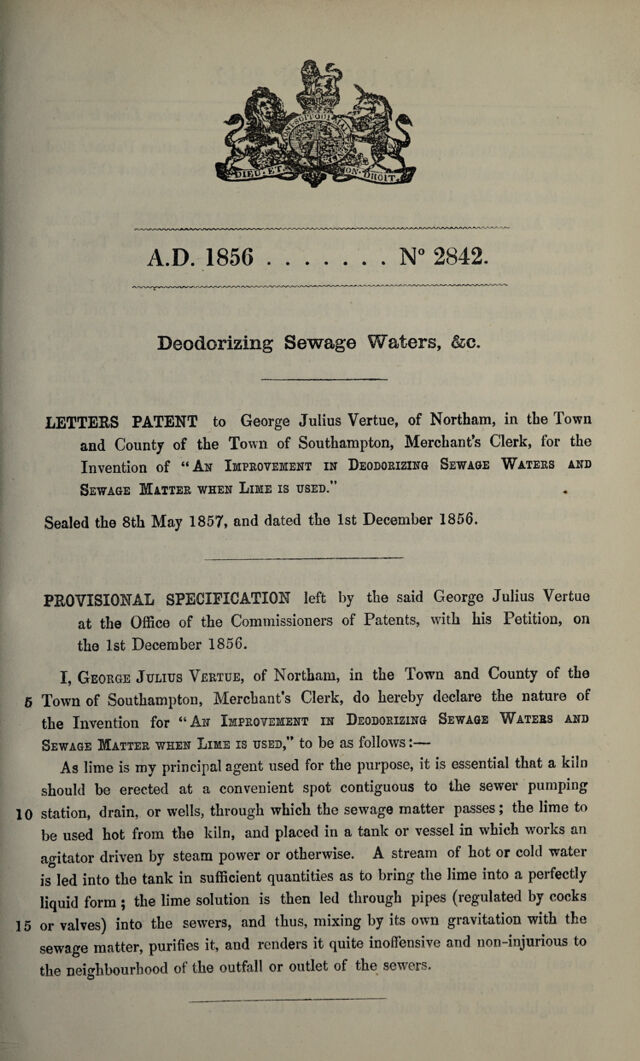 DIEU·ET· MON·DROIT.
A.D. 1856 . . . . . . . N° 2842.
Deodorizing Sewage Waters, &c.
LETTERS PATENT to George Julius Vertue, of Northam, in the Town
and County of the Town of Southampton, Merchant's Clerk, for the
Invention of “An Improvement in Deodorizing Sewage Waters and
Sewage Matter when Lime is used.”
Sealed the 8th May 1857, and dated the 1st December 1856.
PROVISIONAL SPECIFICATION left by the said George Julius Vertue
at the Office of the Commissioners of Patents, with his Petition, on
the 1st December 1856.
I, George Julius Vertue, of Northam, in the Town and County of the
5 Town of Southampton, Merchant's Clerk, do hereby declare the nature of
the Invention for “An Improvement in Deodorizing Sewage Waters and
Sewage Matter when Lime is used,” to be as follows:—
As lime is my principal agent used for the purpose, it is essential that a kiln
should be erected at a convenient spot contiguous to the sewer pumping
10 station, drain, or wells, through which the sewage matter passes; the lime to
be used hot from the kiln, and placed in a tank or vessel in which works an
agitator driven by steam power or otherwise. A stream of hot or cold water
is led into the tank in sufficient quantities as to bring the lime into a perfectly
liquid form; the lime solution is then led through pipes (regulated by cocks
15 or valves) into the sewers, and thus, mixing by its own gravitation with the
sewage matter, purifies it, and renders it quite inoffensive and non-injurious to
the neighbourhood of the outfall or outlet of the sewers.